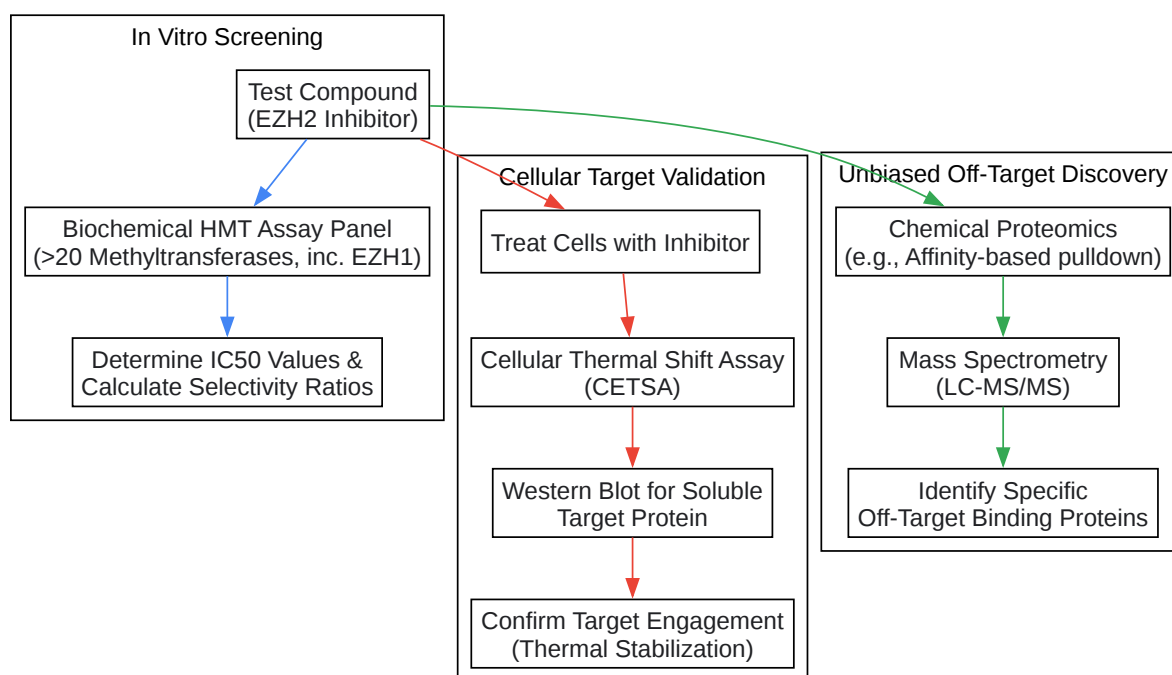 In Vitro Screening
Test Compound
(EZH2 Inhibitor)
Biochemical HMT Assay Panel
(>20 Methyltransferases, inc. EZH1)
Determine IC50 Values &
Calculate Selectivity Ratios
Cellular Target Validation
Treat Cells with Inhibitor
Cellular Thermal Shift Assay
(CETSA)
Western Blot for Soluble
Target Protein
Confirm Target Engagement
(Thermal Stabilization)
Unbiased Off-Target Discovery
Chemical Proteomics
(e.g., Affinity-based pulldown)
Mass Spectrometry
(LC-MS/MS)
Identify Specific
Off-Target Binding Proteins